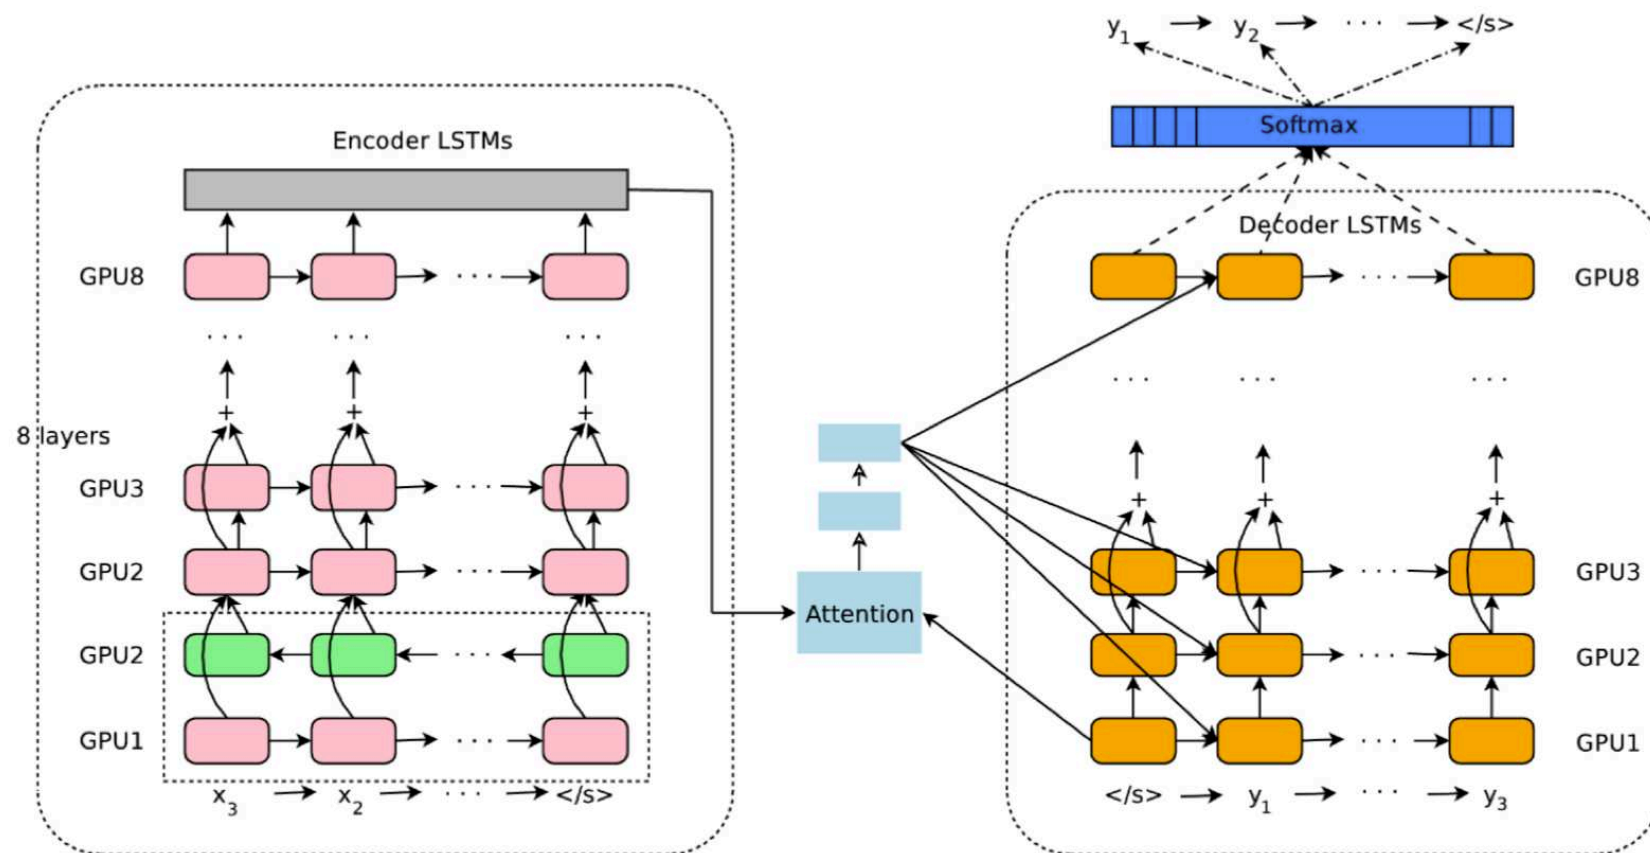 y1 → y2 → ··· → </s>
Softmax
Encoder LSTMs
Decoder LSTMs
GPU8
···
GPU8
···
··· ···
··· ··· ···
+ + +
8 layers
GPU3
···
+ + +
GPU2
···
Attention
GPU3
···
GPU2
···
GPU2
···
GPU1
···
GPU1
···
x3 → x2 → ··· → </s>
</s> → y1 → ··· → y3